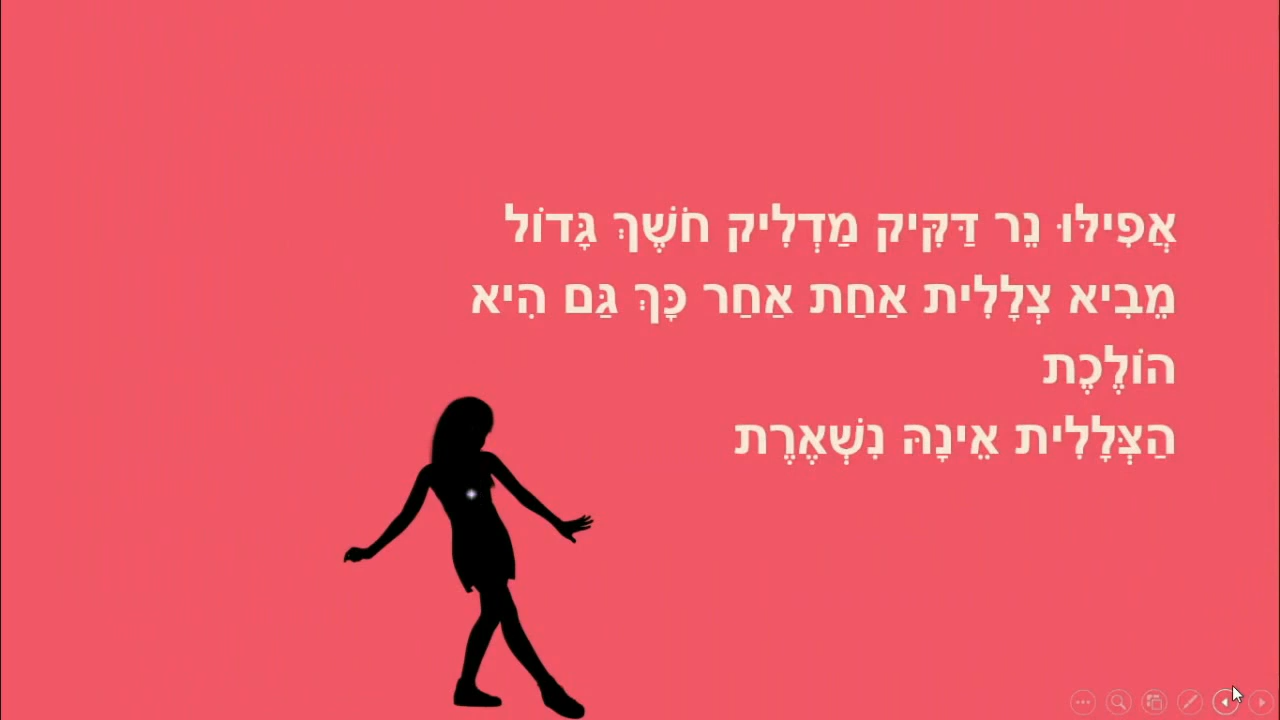 אֲפִילּוּ נֵר דַּקִּיק מַדְלִיק חֹשֶׁךְ גָּדוֹל
מֵבִיא צְלָלִית אַחַת אַחַר כָּךְ גַּם הִיא
הוֹלֶכֶת
הַצְּלָלִית אֵינָהּ נִשְׁאֶרֶת